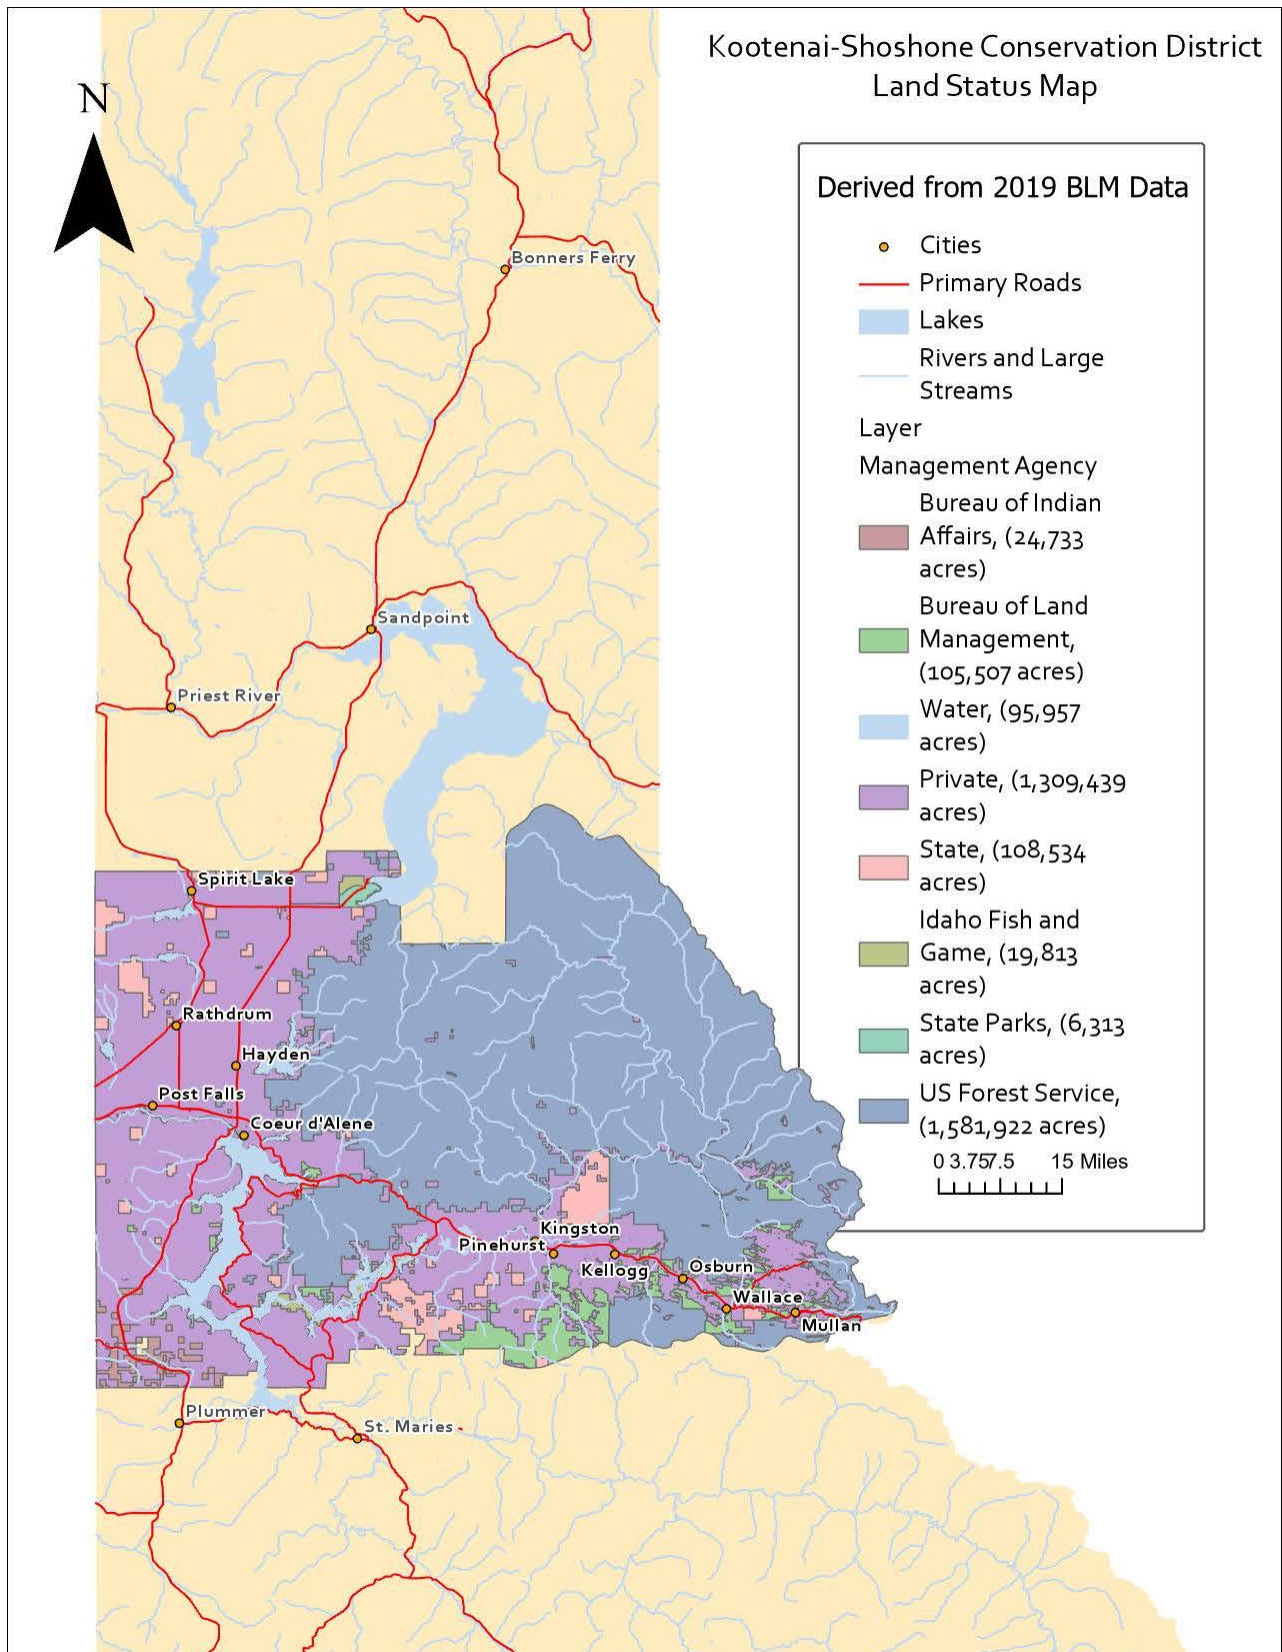 Kootenai-Shoshone Conservation District
Land Status Map
N
Derived from 2019 BLM Data
Cities
Primary Roads
Lakes
Rivers and Large
Streams
Layer
Management Agency
Bureau of Indian
Affairs, (24,733
acres)
Bureau of Land
Management,
(105,507 acres)
Water, (95,957
acres)
Private, (1,309,439
acres)
State, (108,534
acres)
Idaho Fish and
Game, (19,813
acres)
State Parks, (6,313
acres)
US Forest Service,
(1,581,922 acres)
0 3.757.5 15 Miles
Bonners Ferry
Sandpoint
Priest River
Spirit Lake
Rathdrum
Hayden
Post Falls
Coeur d'Alene
Kingston
Pinehurst
Kellogg
Osburn
Wallace
Mullan
Plummer
St. Maries